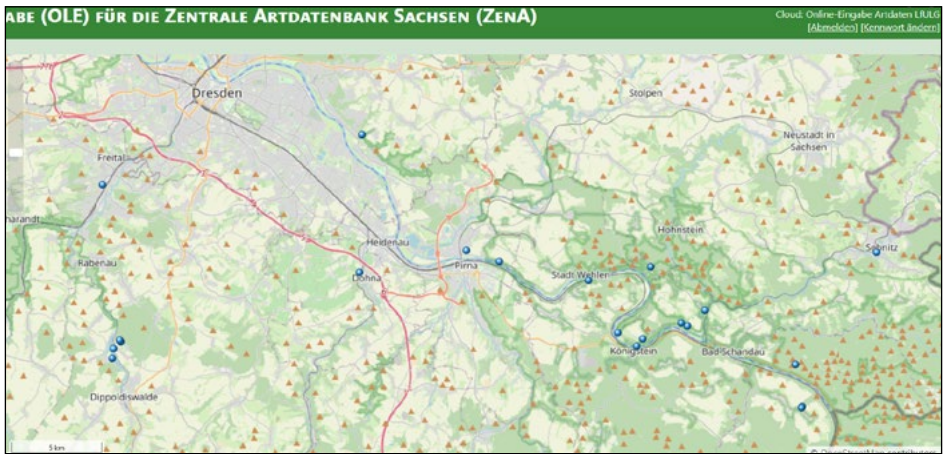 ABE (OLE) FÜR DIE ZENTRALE ARTDATENBANK SACHSEN (ZENA)
Cloud: Online-Eingabe Artdaten LfULG
[Abmelden] [Kennwort ändern]
Dresden
Stolpen
Neustadt in
Sachsen
Freital
harandt
Hohnstein
Heidenau
Sebnitz
Rabenau
Pirna
Dohna
Stadt Wehlen
Königstein
Bad-Schandau
Dippoldiswalde
5 km
© OpenStreetMap contributors